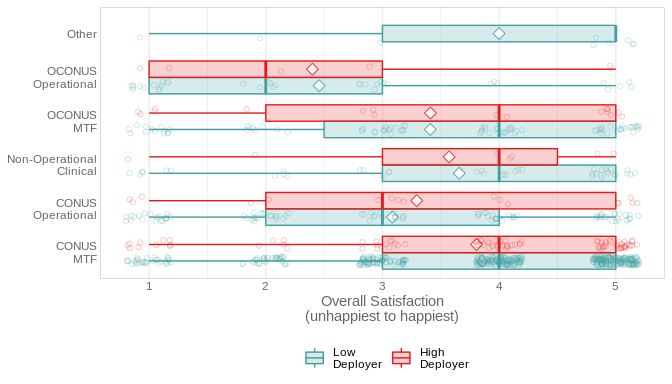 Other
OCONUS
Operational
OCONUS
MTF
Non-Operational
Clinical
CONUS
Operational
CONUS
MTF
1 2 3 4 5
Overall Satisfaction
(unhappiest to happiest)
Low
Deployer
High
Deployer